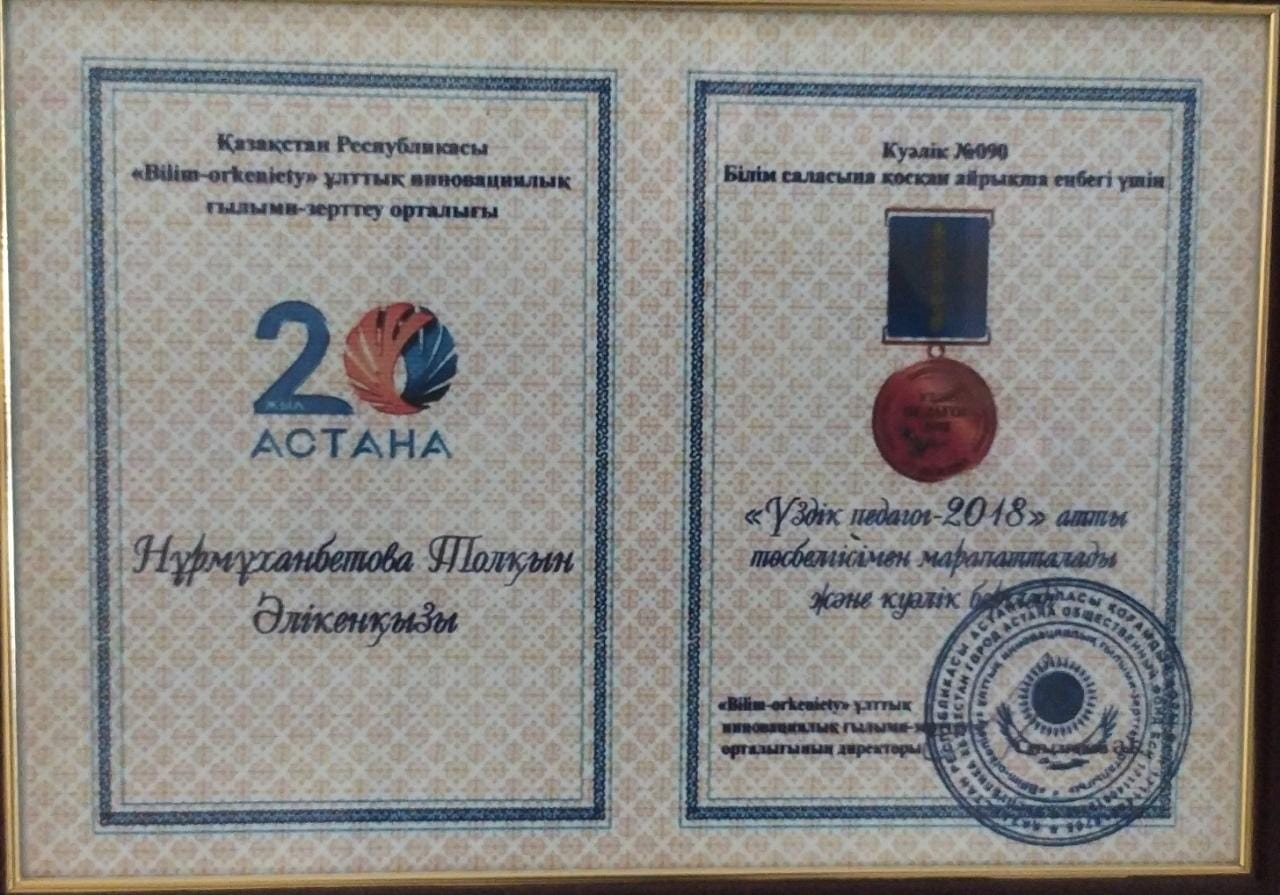 Қазақстан Республикасы
«Bilim-orkeniety» ұлттық инновациялық
ғылыми-зерттеу орталығы
20
ЖЫЛ
АСТАНА
Нұрмұханбетова Толқын
Әлікенқызы
Куәлік №090
Білім саласына қосқан айрықша еңбегі үшін
«Үздік педагог-2018» атты
төсбелгісімен марапатталады
және куәлік
«Bilim-orkeniety» ұлттық
инновациялық ғылыми-зерттеу
орталығының директоры